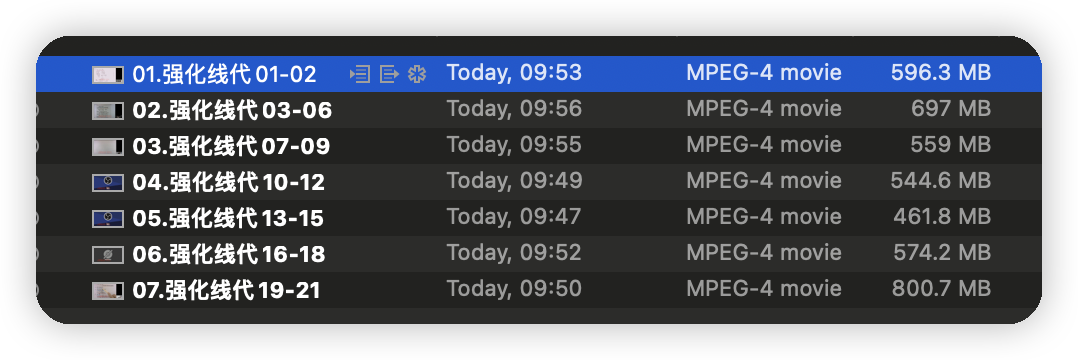 01.强化线代 01-02 Today, 09:53 MPEG-4 movie 596.3 MB
02.强化线代 03-06 Today, 09:56 MPEG-4 movie 697 MB
03.强化线代 07-09 Today, 09:55 MPEG-4 movie 559 MB
04.强化线代 10-12 Today, 09:49 MPEG-4 movie 544.6 MB
05.强化线代 13-15 Today, 09:47 MPEG-4 movie 461.8 MB
06.强化线代 16-18 Today, 09:52 MPEG-4 movie 574.2 MB
07.强化线代 19-21 Today, 09:50 MPEG-4 movie 800.7 MB